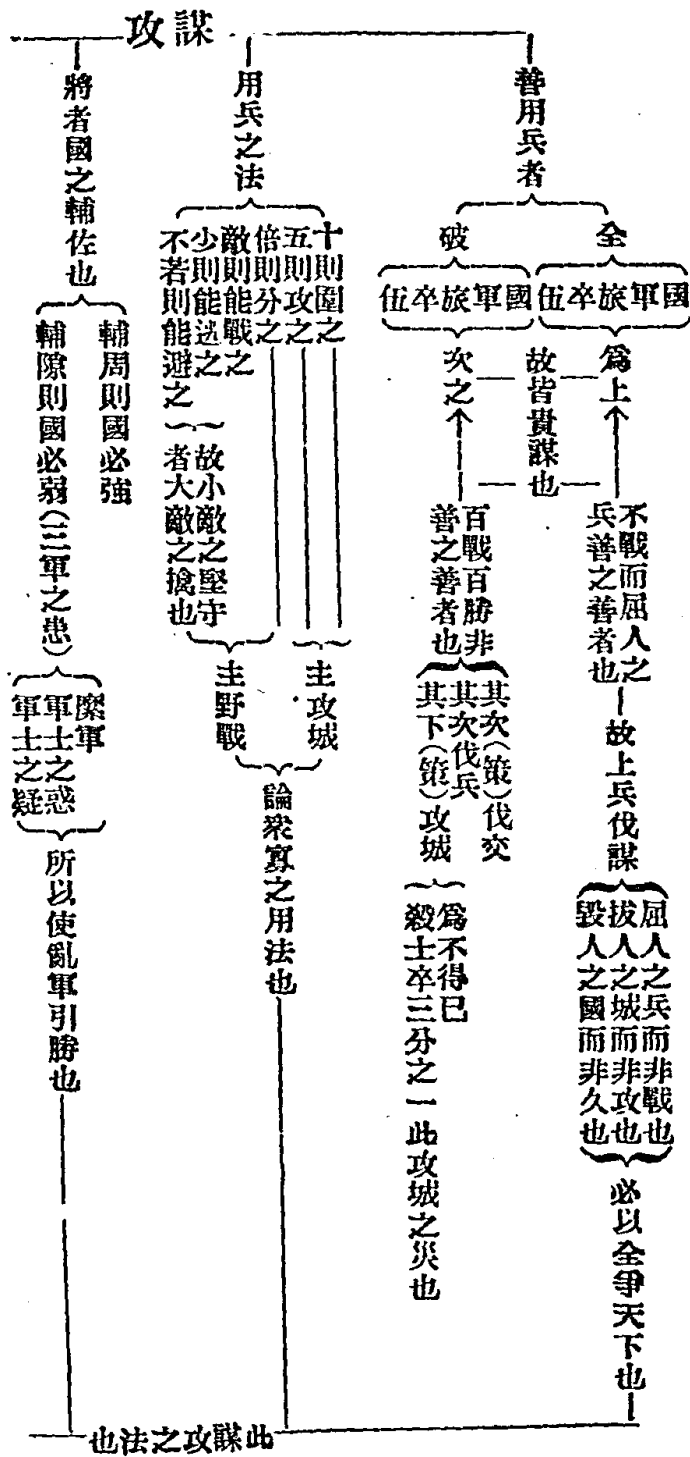 謀攻
善用兵者
全
國軍旅卒伍
爲上
故皆貴謀也
破
國軍旅卒伍
次之
不戰而屈人之
兵善之善者也
故上兵伐謀
屈人之兵而非戰也
拔人之城而非攻也
毀人之國而非久也
必以全爭天下也
百戰百勝非
善之善者也
其次(策)伐交
其次伐兵
其下(策)攻城
爲不得已
殺士卒三分之一此攻城之災也
用兵之法
十則圍之
五則攻之
倍則分之
敵則能戰之
少則能逃之
不若則能避之
故小敵之堅守
者大敵之擒也
主攻城
主野戰
論衆寡之用法也
將者國之輔佐也
輔周則國必強
輔隙則國必弱(三軍之患)
縻軍
軍士之惑
軍士之疑
所以使亂軍引勝也
此謀攻之法也